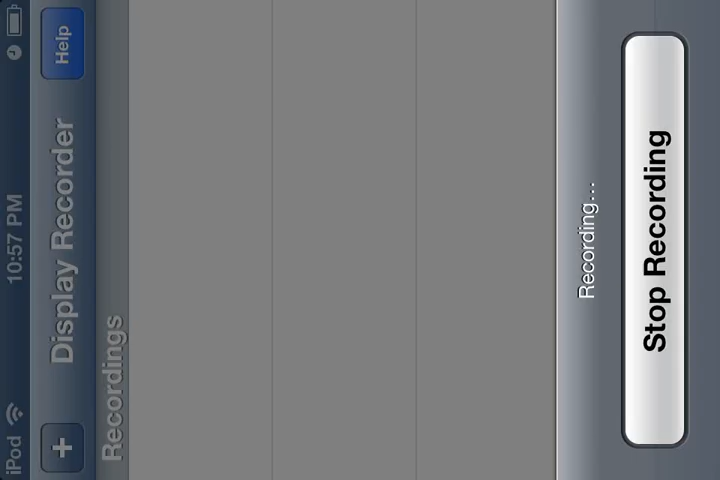 iPod 10:57 PM
+ Display Recorder Help
Recordings
Recording...
Stop Recording